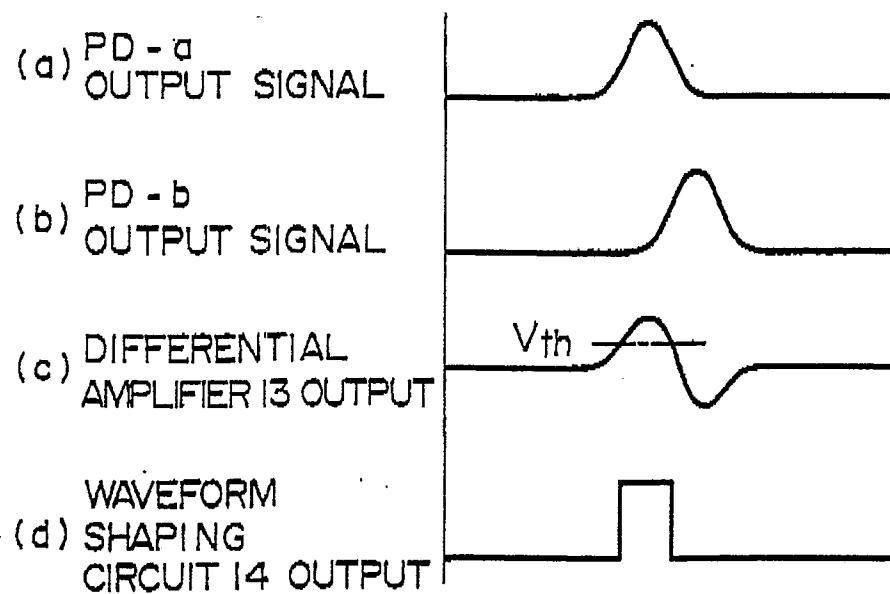 (a) PD-a
OUTPUT SIGNAL
(b) PD-b
OUTPUT SIGNAL
(c) DIFFERENTIAL
AMPLIFIER 13 OUTPUT
Vth
WAVEFORM
(d) SHAPING
CIRCUIT 14 OUTPUT